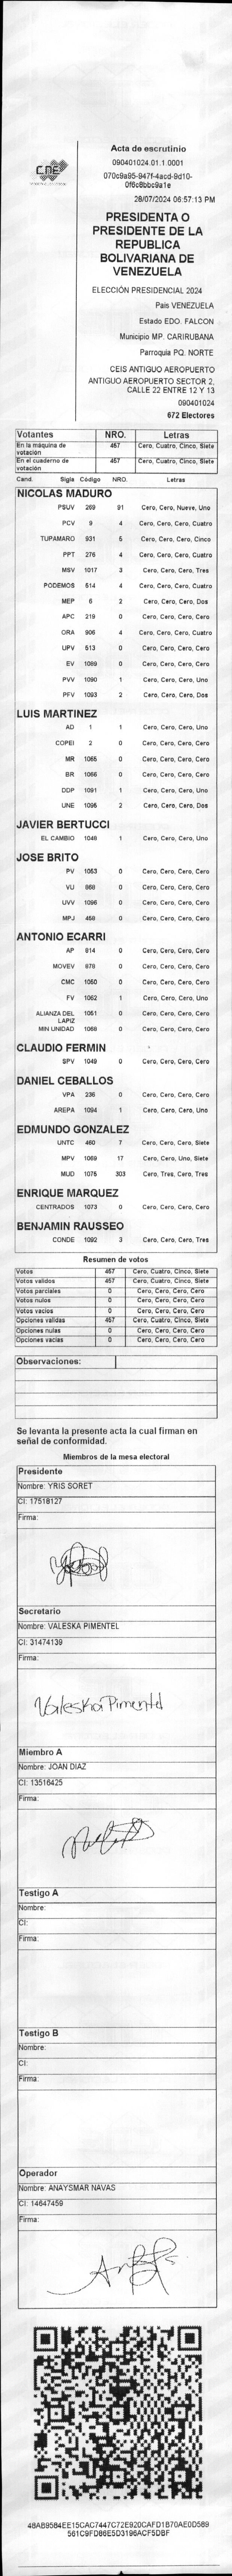 CNE
Acta de escrutinio
090401024.01.1.0001
070c9a95-947f-4acd-9d10-
0f6c8bbc9a1e
28/07/2024 06:57:13 PM
PRESIDENTA O
PRESIDENTE DE LA
REPUBLICA
BOLIVARIANA DE
VENEZUELA
ELECCIÓN PRESIDENCIAL 2024
País VENEZUELA
Estado EDO. FALCON
Municipio MP. CARIRUBANA
Parroquia PQ. NORTE
CEIS ANTIGUO AEROPUERTO
ANTIGUO AEROPUERTO SECTOR 2,
CALLE 22 ENTRE 12 Y 13
090401024
672 Electores
Votantes NRO. Letras
En la máquina de votación 457 Cero, Cuatro, Cinco, Siete
En el cuaderno de votación 457 Cero, Cuatro, Cinco, Siete
Cand. Sigla Código NRO. Letras
NICOLAS MADURO
PSUV 269 91 Cero, Cero, Nueve, Uno
PCV 9 4 Cero, Cero, Cero, Cuatro
TUPAMARO 931 5 Cero, Cero, Cero, Cinco
PPT 276 4 Cero, Cero, Cero, Cuatro
MSV 1017 3 Cero, Cero, Cero, Tres
PODEMOS 514 4 Cero, Cero, Cero, Cuatro
MEP 6 2 Cero, Cero, Cero, Dos
APC 219 0 Cero, Cero, Cero, Cero
ORA 906 4 Cero, Cero, Cero, Cuatro
UPV 513 0 Cero, Cero, Cero, Cero
EV 1089 0 Cero, Cero, Cero, Cero
PVV 1090 1 Cero, Cero, Cero, Uno
PFV 1093 2 Cero, Cero, Cero, Dos
LUIS MARTINEZ
AD 1 1 Cero, Cero, Cero, Uno
COPEI 2 0 Cero, Cero, Cero, Cero
MR 1065 0 Cero, Cero, Cero, Cero
BR 1066 0 Cero, Cero, Cero, Cero
DDP 1091 1 Cero, Cero, Cero, Uno
UNE 1095 2 Cero, Cero, Cero, Dos
JAVIER BERTUCCI
EL CAMBIO 1048 1 Cero, Cero, Cero, Uno
JOSE BRITO
PV 1053 0 Cero, Cero, Cero, Cero
VU 868 0 Cero, Cero, Cero, Cero
UVV 1096 0 Cero, Cero, Cero, Cero
MPJ 458 0 Cero, Cero, Cero, Cero
ANTONIO ECARRI
AP 814 0 Cero, Cero, Cero, Cero
MOVEV 878 0 Cero, Cero, Cero, Cero
CMC 1050 0 Cero, Cero, Cero, Cero
FV 1052 1 Cero, Cero, Cero, Uno
ALIANZA DEL LAPIZ 1051 0 Cero, Cero, Cero, Cero
MIN UNIDAD 1068 0 Cero, Cero, Cero, Cero
CLAUDIO FERMIN
SPV 1049 0 Cero, Cero, Cero, Cero
DANIEL CEBALLOS
VPA 236 0 Cero, Cero, Cero, Cero
AREPA 1094 1 Cero, Cero, Cero, Uno
EDMUNDO GONZALEZ
UNTC 460 7 Cero, Cero, Cero, Siete
MPV 1069 17 Cero, Cero, Uno, Siete
MUD 1075 303 Cero, Tres, Cero, Tres
ENRIQUE MARQUEZ
CENTRADOS 1073 0 Cero, Cero, Cero, Cero
BENJAMIN RAUSSEO
CONDE 1092 3 Cero, Cero, Cero, Tres
Resumen de votos
Votos 457 Cero, Cuatro, Cinco, Siete
Votos validos 457 Cero, Cuatro, Cinco, Siete
Votos parciales 0 Cero, Cero, Cero, Cero
Votos nulos 0 Cero, Cero, Cero, Cero
Votos vacios 0 Cero, Cero, Cero, Cero
Opciones validas 457 Cero, Cuatro, Cinco, Siete
Opciones nulas 0 Cero, Cero, Cero, Cero
Opciones vacias 0 Cero, Cero, Cero, Cero
Observaciones:
Se levanta la presente acta la cual firman en
señal de conformidad.
Miembros de la mesa electoral
Presidente
Nombre: YRIS SORET
CI: 17518127
Firma:
Secretario
Nombre: VALESKA PIMENTEL
CI: 31474139
Firma:
Valeska Pimentel
Miembro A
Nombre: JOAN DIAZ
CI: 13516425
Firma:
Testigo A
Nombre:
CI:
Firma:
Testigo B
Nombre:
CI:
Firma:
Operador
Nombre: ANAYSMAR NAVAS
CI: 14647459
Firma:
48AB9584EE15CAC7447C72E920CAFD1B70AE0D589
561C9FD86E5D3196ACF5DBF